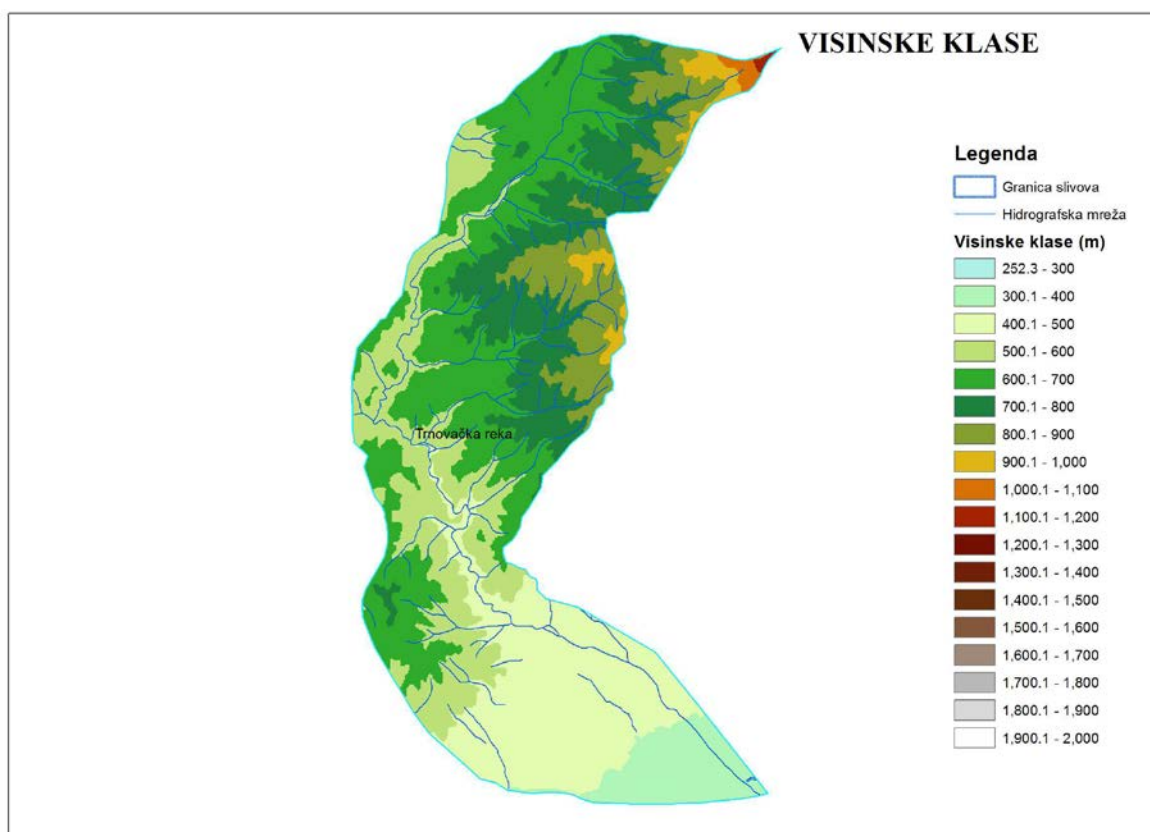 VISINSKE KLASE
Legenda
Granica slivova
Hidrografska mreža
Visinske klase (m)
252.3 - 300
300.1 - 400
400.1 - 500
500.1 - 600
600.1 - 700
700.1 - 800
800.1 - 900
900.1 - 1,000
1,000.1 - 1,100
1,100.1 - 1,200
1,200.1 - 1,300
1,300.1 - 1,400
1,400.1 - 1,500
1,500.1 - 1,600
1,600.1 - 1,700
1,700.1 - 1,800
1,800.1 - 1,900
1,900.1 - 2,000
Trnovačka reka